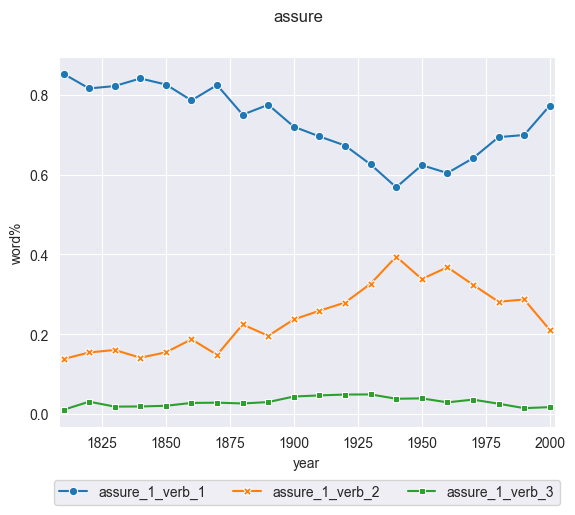 assure
0.8
0.6
0.4
0.2
0.0
word%
1825 1850 1875 1900 1925 1950 1975 2000
year
assure_1_verb_1 assure_1_verb_2 assure_1_verb_3